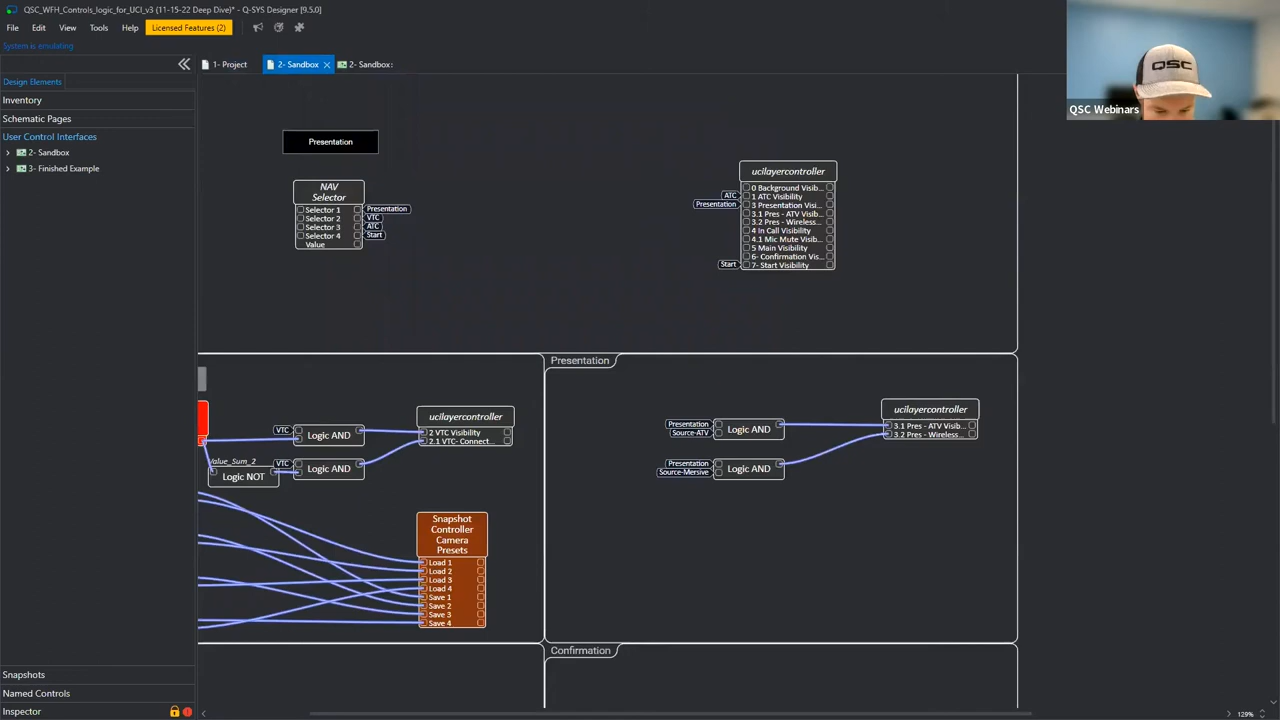 QSC_WFH_Controls_logic_for_UCI_v3 (11-15-22 Deep Dive)* - Q-SYS Designer [9.5.0]
File Edit View Tools Help Licensed Features (2)
System is emulating
1- Project 2- Sandbox 2- Sandbox:
QSC
QSC Webinars
Design Elements
Inventory
Schematic Pages
User Control Interfaces
2- Sandbox
3- Finished Example
Presentation
NAV
Selector
Selector 1
Selector 2
Selector 3
Selector 4
Value
Presentation
VTC
ATC
Start
ucilayercontroller
0 Background Visib...
ATC 1 ATC Visibility
Presentation 3 Presentation Visi...
3.1 Pres - ATV Visib...
3.2 Pres - Wireless...
4 In Call Visibility
4.1 Mic Mute Visib...
5 Main Visibility
6- Confirmation Vis...
Start 7- Start Visibility
Value_Sum_2
Logic NOT
VTC Logic AND
VTC Logic AND
ucilayercontroller
2 VTC Visibility
2.1 VTC- Connect...
Snapshot
Controller
Camera
Presets
Load 1
Load 2
Load 3
Load 4
Save 1
Save 2
Save 3
Save 4
Presentation
Presentation
Source-ATV
Logic AND
Presentation
Source-Mersive
Logic AND
ucilayercontroller
3.1 Pres - ATV Visib...
3.2 Pres - Wireless...
Confirmation
Snapshots
Named Controls
Inspector
129%